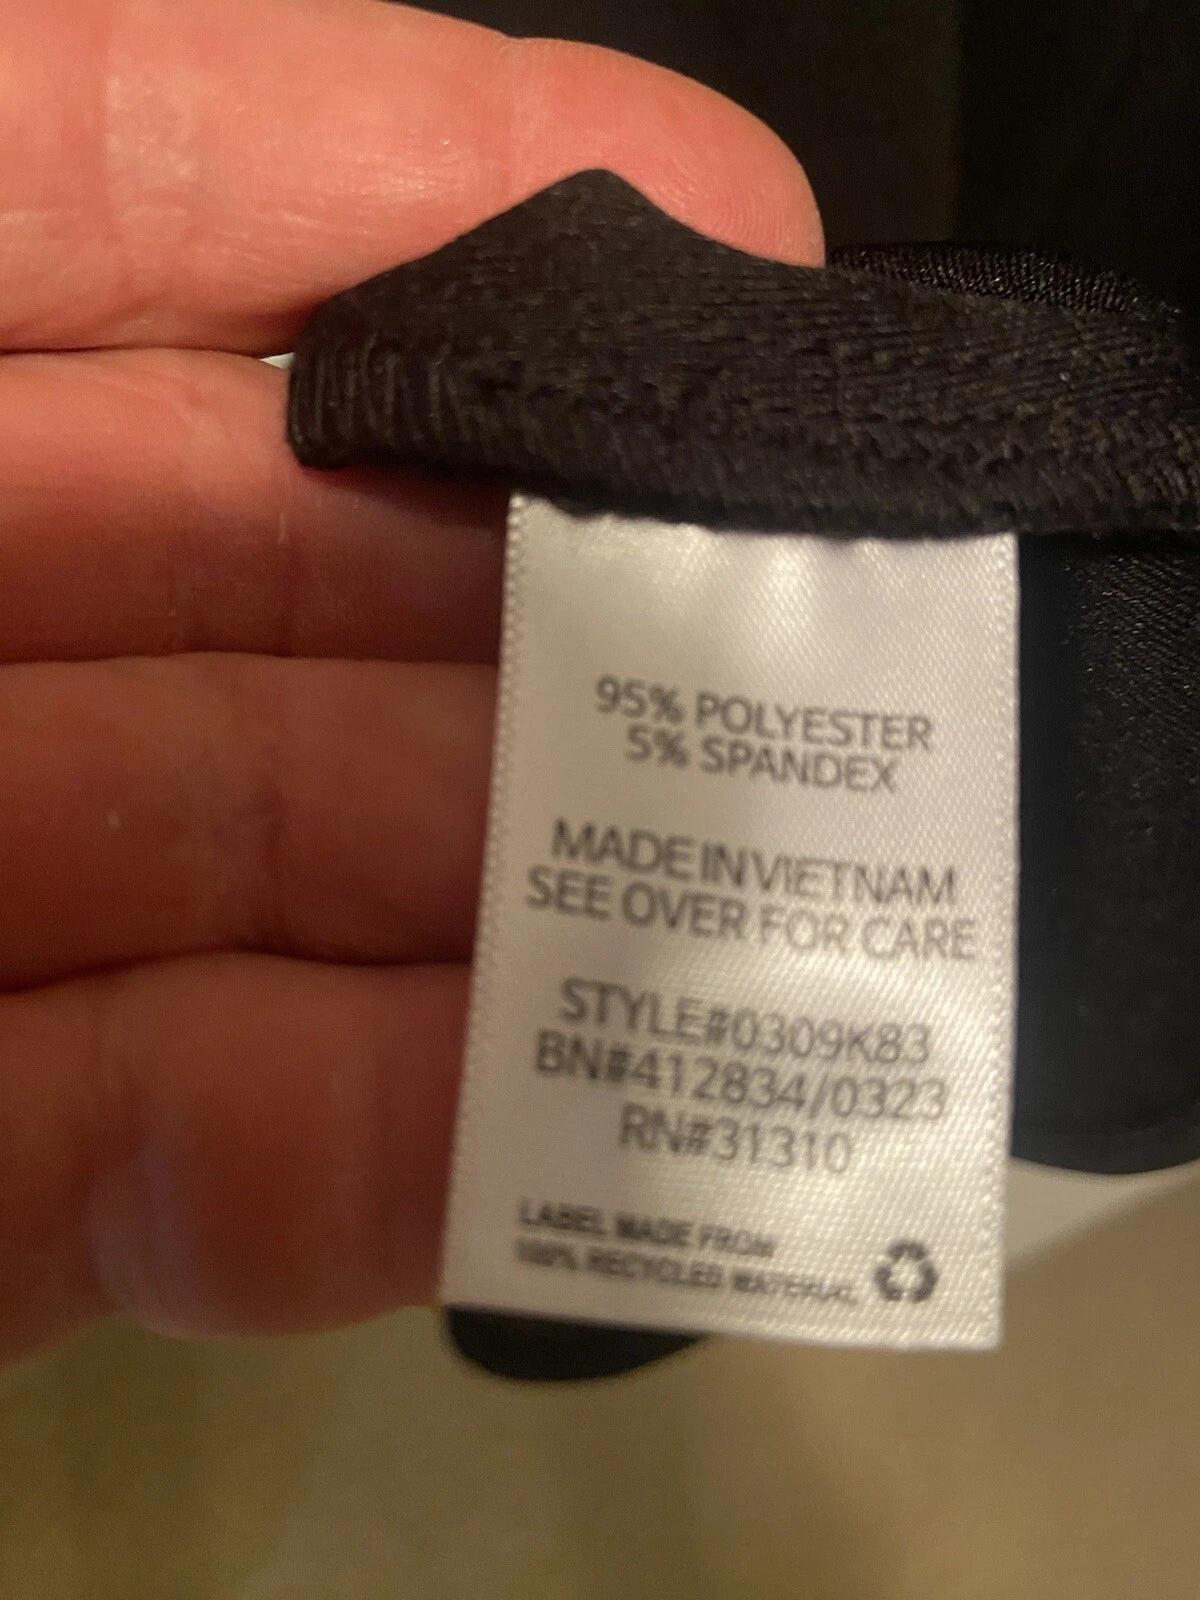 95% POLYESTER
5% SPANDEX
MADE IN VIETNAM
SEE OVER FOR CARE
STYLE#0309K83
BN#412834/0323
RN#31310
LABEL MADE FROM
100% RECYCLED MATERIAL